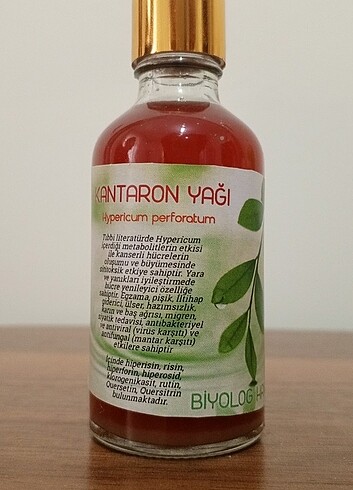 KANTARON YAĞI
Hypericum perforatum
Tıbbi literatürde Hypericum
içerdiği metabolitlerin etkisi
ile kanserli hücrelerin
oluşumu ve büyümesinde
sitotoksik etkiye sahiptir. Yara
ve yanıkları iyileştirmede
hücre yenileyici özelliğe
sahiptir. Egzama, pişik, iltihap
giderici, ülser, hazımsızlık,
karın ve baş ağrısı, migren,
siyatik tedavisi, antibakteriyel
ve antiviral (virüs karşıtı) ve
antifungal (mantar karşıtı)
etkilere sahiptir
İçinde hiperisin, risin,
hiperforin, hiperosid,
klorogenikasit, rutin,
Quersetin, Quersitrin
bulunmaktadır.
BİYOLOG